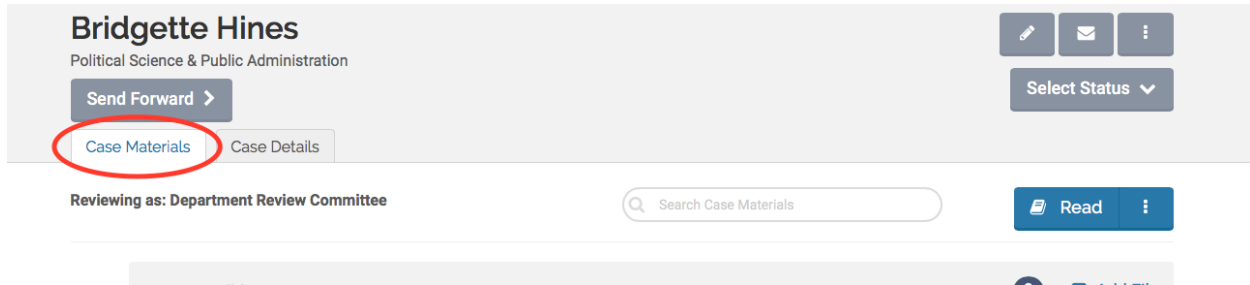 Bridgette Hines
Political Science & Public Administration
Send Forward
Select Status
Case Materials
Case Details
Reviewing as: Department Review Committee
Search Case Materials
Read